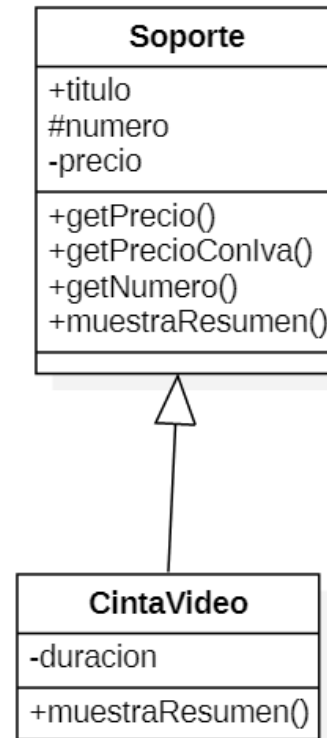 Soporte
+titulo
#numero
-precio
+getPrecio()
+getPrecioConIva()
+getNumero()
+muestraResumen()
CintaVideo
-duracion
+muestraResumen()